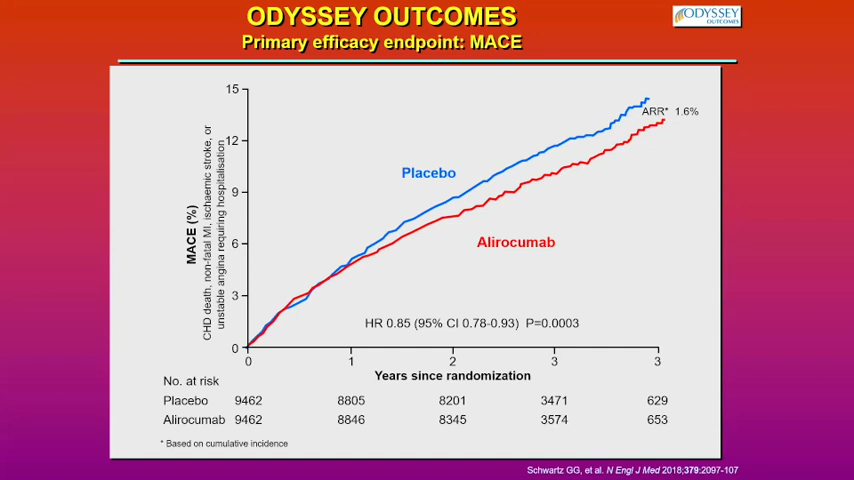 ODYSSEY OUTCOMES
Primary efficacy endpoint: MACE
ODYSSEY
OUTCOMES
MACE (%)
CHD death, non-fatal MI, ischaemic stroke, or
unstable angina requiring hospitalisation
15
12
9
6
3
0
ARR* 1.6%
Placebo
Alirocumab
HR 0.85 (95% CI 0.78-0.93) P=0.0003
0 1 2 3 3
Years since randomization
No. at risk
Placebo 9462 8805 8201 3471 629
Alirocumab 9462 8846 8345 3574 653
* Based on cumulative incidence
Schwartz GG, et al. N Engl J Med 2018;379:2097-107